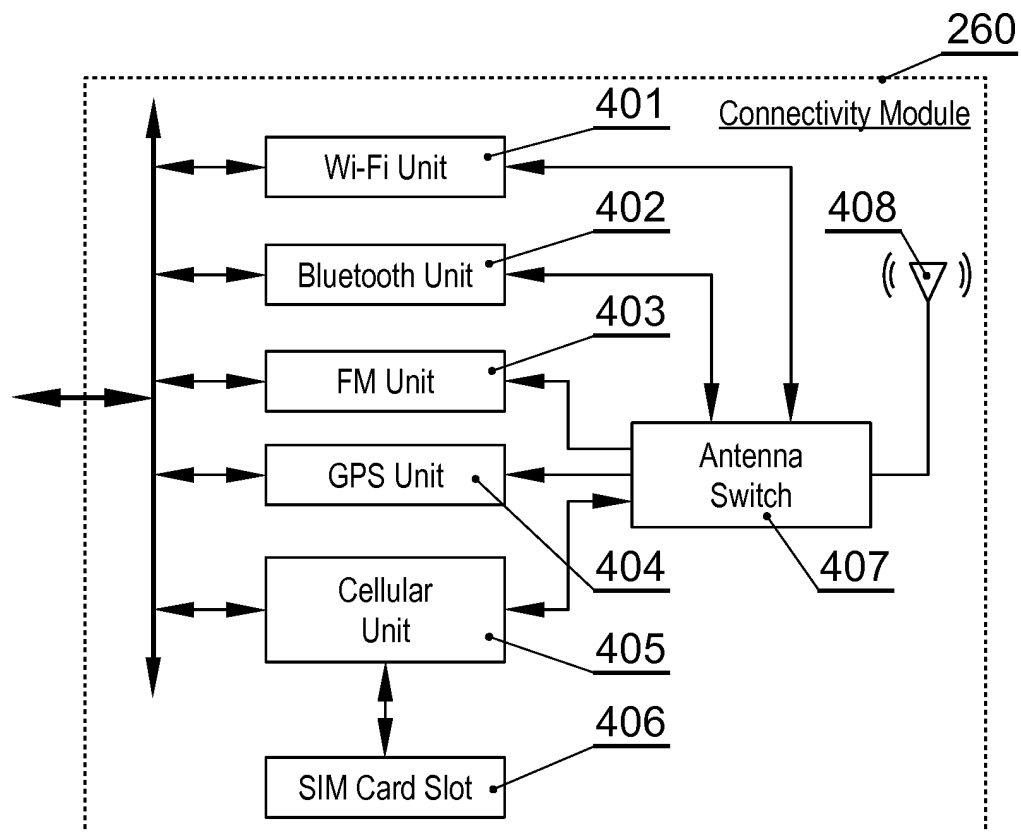 260
Connectivity Module
401
Wi-Fi Unit
402
408
Bluetooth Unit
403
FM Unit
Antenna
Switch
GPS Unit
404
407
Cellular
Unit
405
406
SIM Card Slot